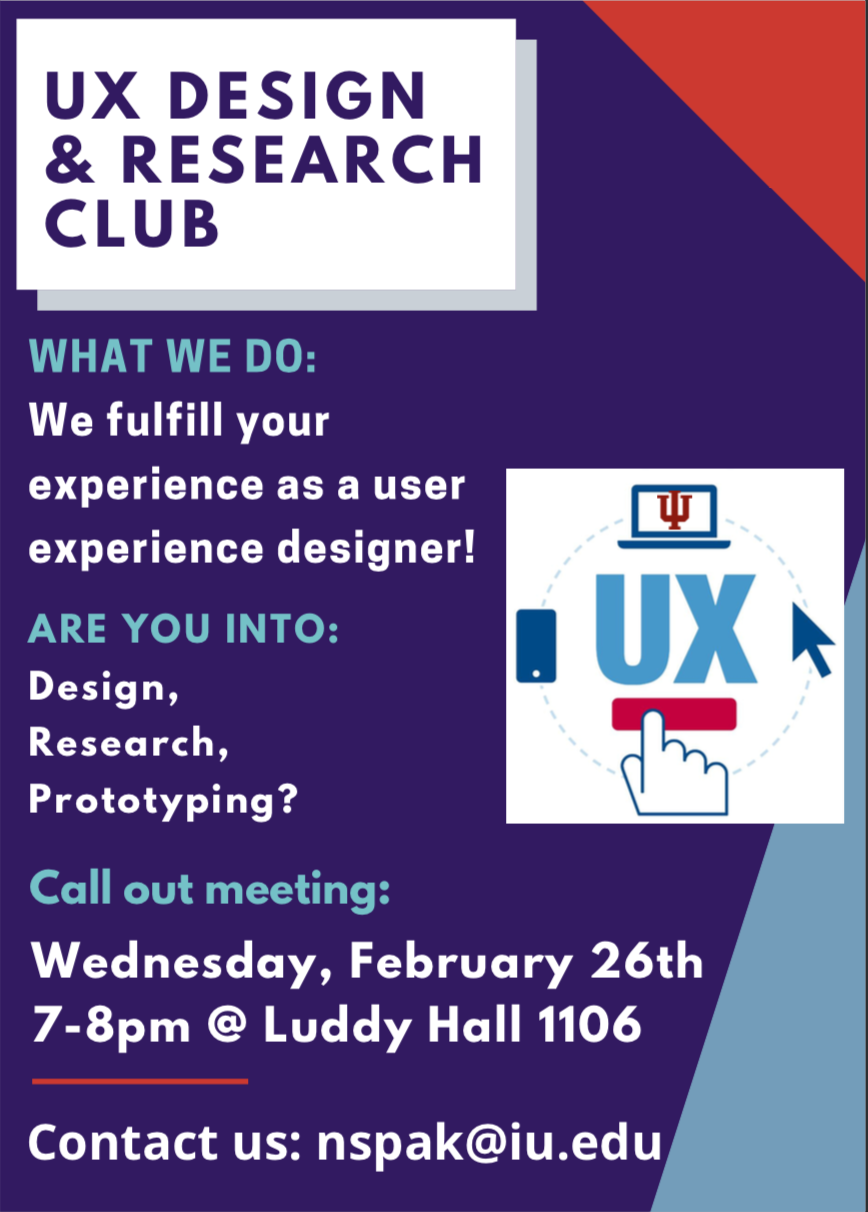 UX DESIGN
& RESEARCH
CLUB
WHAT WE DO:
We fulfill your
experience as a user
experience designer!
ARE YOU INTO:
Design,
Research,
Prototyping?
UX
Call out meeting:
Wednesday, February 26th
7-8pm @ Luddy Hall 1106
Contact us: nspak@iu.edu